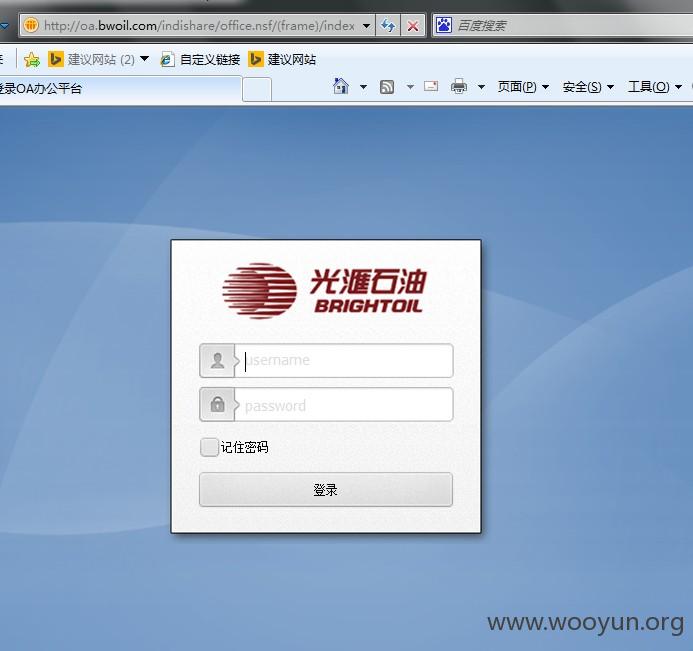 http://oa.bwoil.com/indishare/office.nsf/(frame)/index
百度搜索
建议网站 (2)
自定义链接
建议网站
登录OA办公平台
页面(P)
安全(S)
工具(O)
光滙石油
BRIGHTOIL
username
password
记住密码
登录
www.wooyun.org